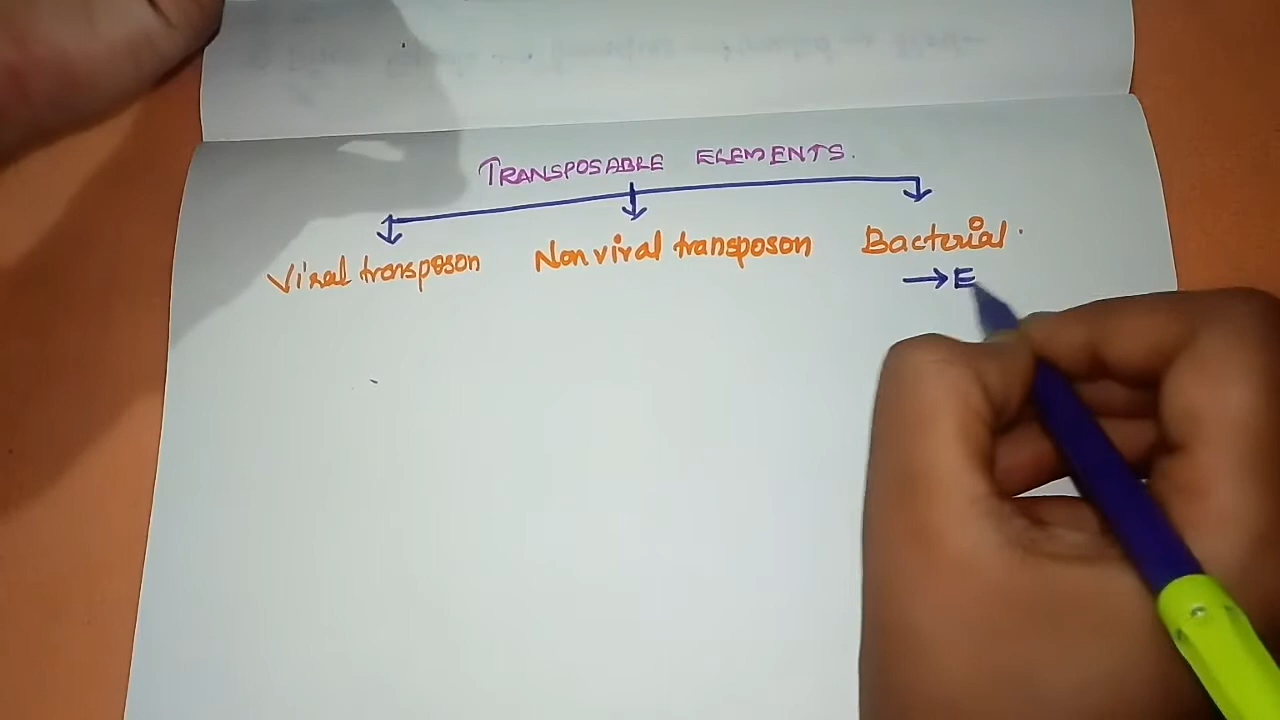 TRANSPOSABLE ELEMENTS.
Viral transposon Non viral transposon Bacterial
→ E